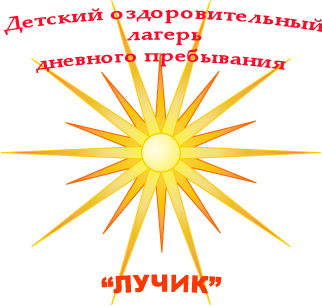 Детский оздоровительный
лагерь
дневного пребывания
“ЛУЧИК”